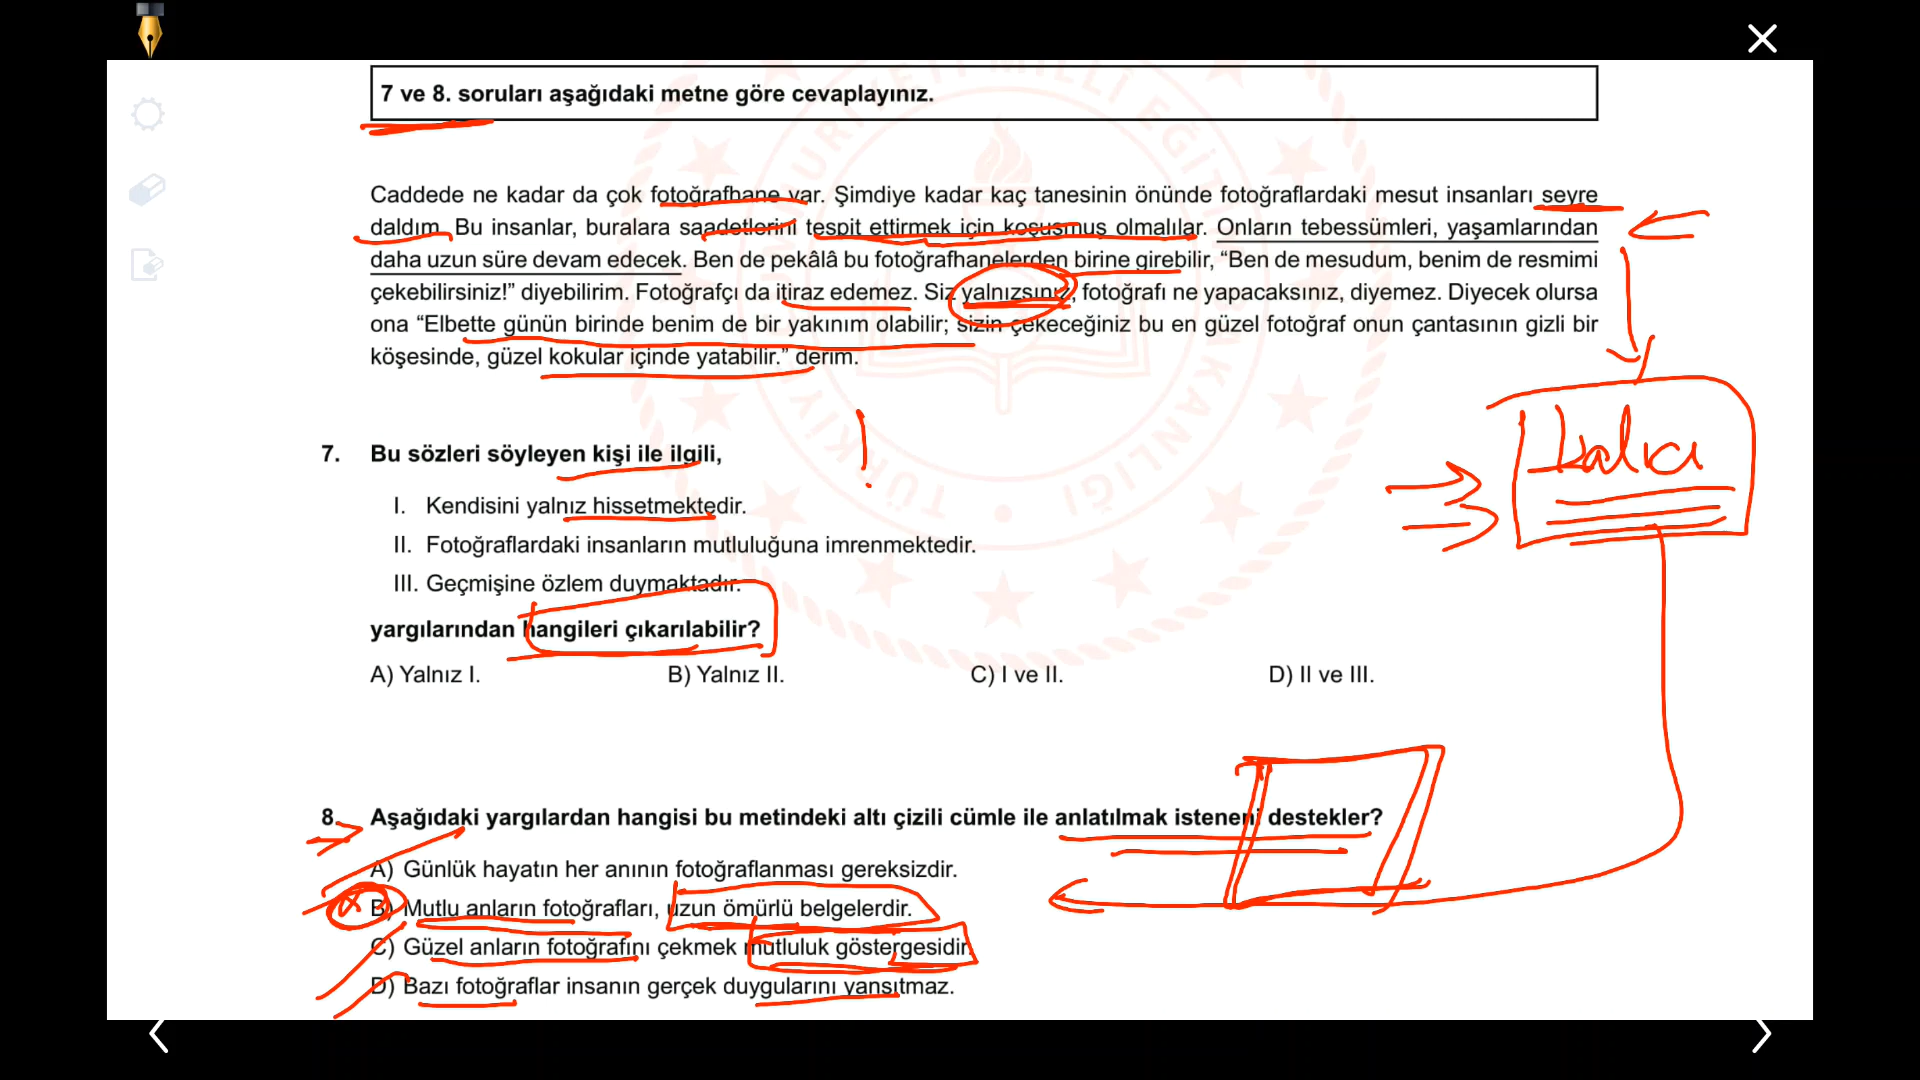 7 ve 8. soruları aşağıdaki metne göre cevaplayınız.
Caddede ne kadar da çok fotoğrafhane var. Şimdiye kadar kaç tanesinin önünde fotoğraflardaki mesut insanları seyre
daldım. Bu insanlar, buralara saadetlerini tespit ettirmek için koşuşmuş olmalılar. Onların tebessümleri, yaşamlarından
daha uzun süre devam edecek. Ben de pekâlâ bu fotoğrafhanelerden birine girebilir, “Ben de mesudum, benim de resmimi
çekebilirsiniz!” diyebilirim. Fotoğrafçı da itiraz edemez. Siz yalnızsınız, fotoğrafı ne yapacaksınız, diyemez. Diyecek olursa
ona “Elbette günün birinde benim de bir yakınım olabilir; sizin çekeceğiniz bu en güzel fotoğraf onun çantasının gizli bir
köşesinde, güzel kokular içinde yatabilir.” derim.
kalıcı
7. Bu sözleri söyleyen kişi ile ilgili,
I. Kendisini yalnız hissetmektedir.
II. Fotoğraflardaki insanların mutluluğuna imrenmektedir.
III. Geçmişine özlem duymaktadır.
yargılarından hangileri çıkarılabilir?
A) Yalnız I. B) Yalnız II. C) I ve II. D) II ve III.
8. Aşağıdaki yargılardan hangisi bu metindeki altı çizili cümle ile anlatılmak isteneni destekler?
A) Günlük hayatın her anının fotoğraflanması gereksizdir.
B) Mutlu anların fotoğrafları, uzun ömürlü belgelerdir.
C) Güzel anların fotoğrafını çekmek mutluluk göstergesidir.
D) Bazı fotoğraflar insanın gerçek duygularını yansıtmaz.